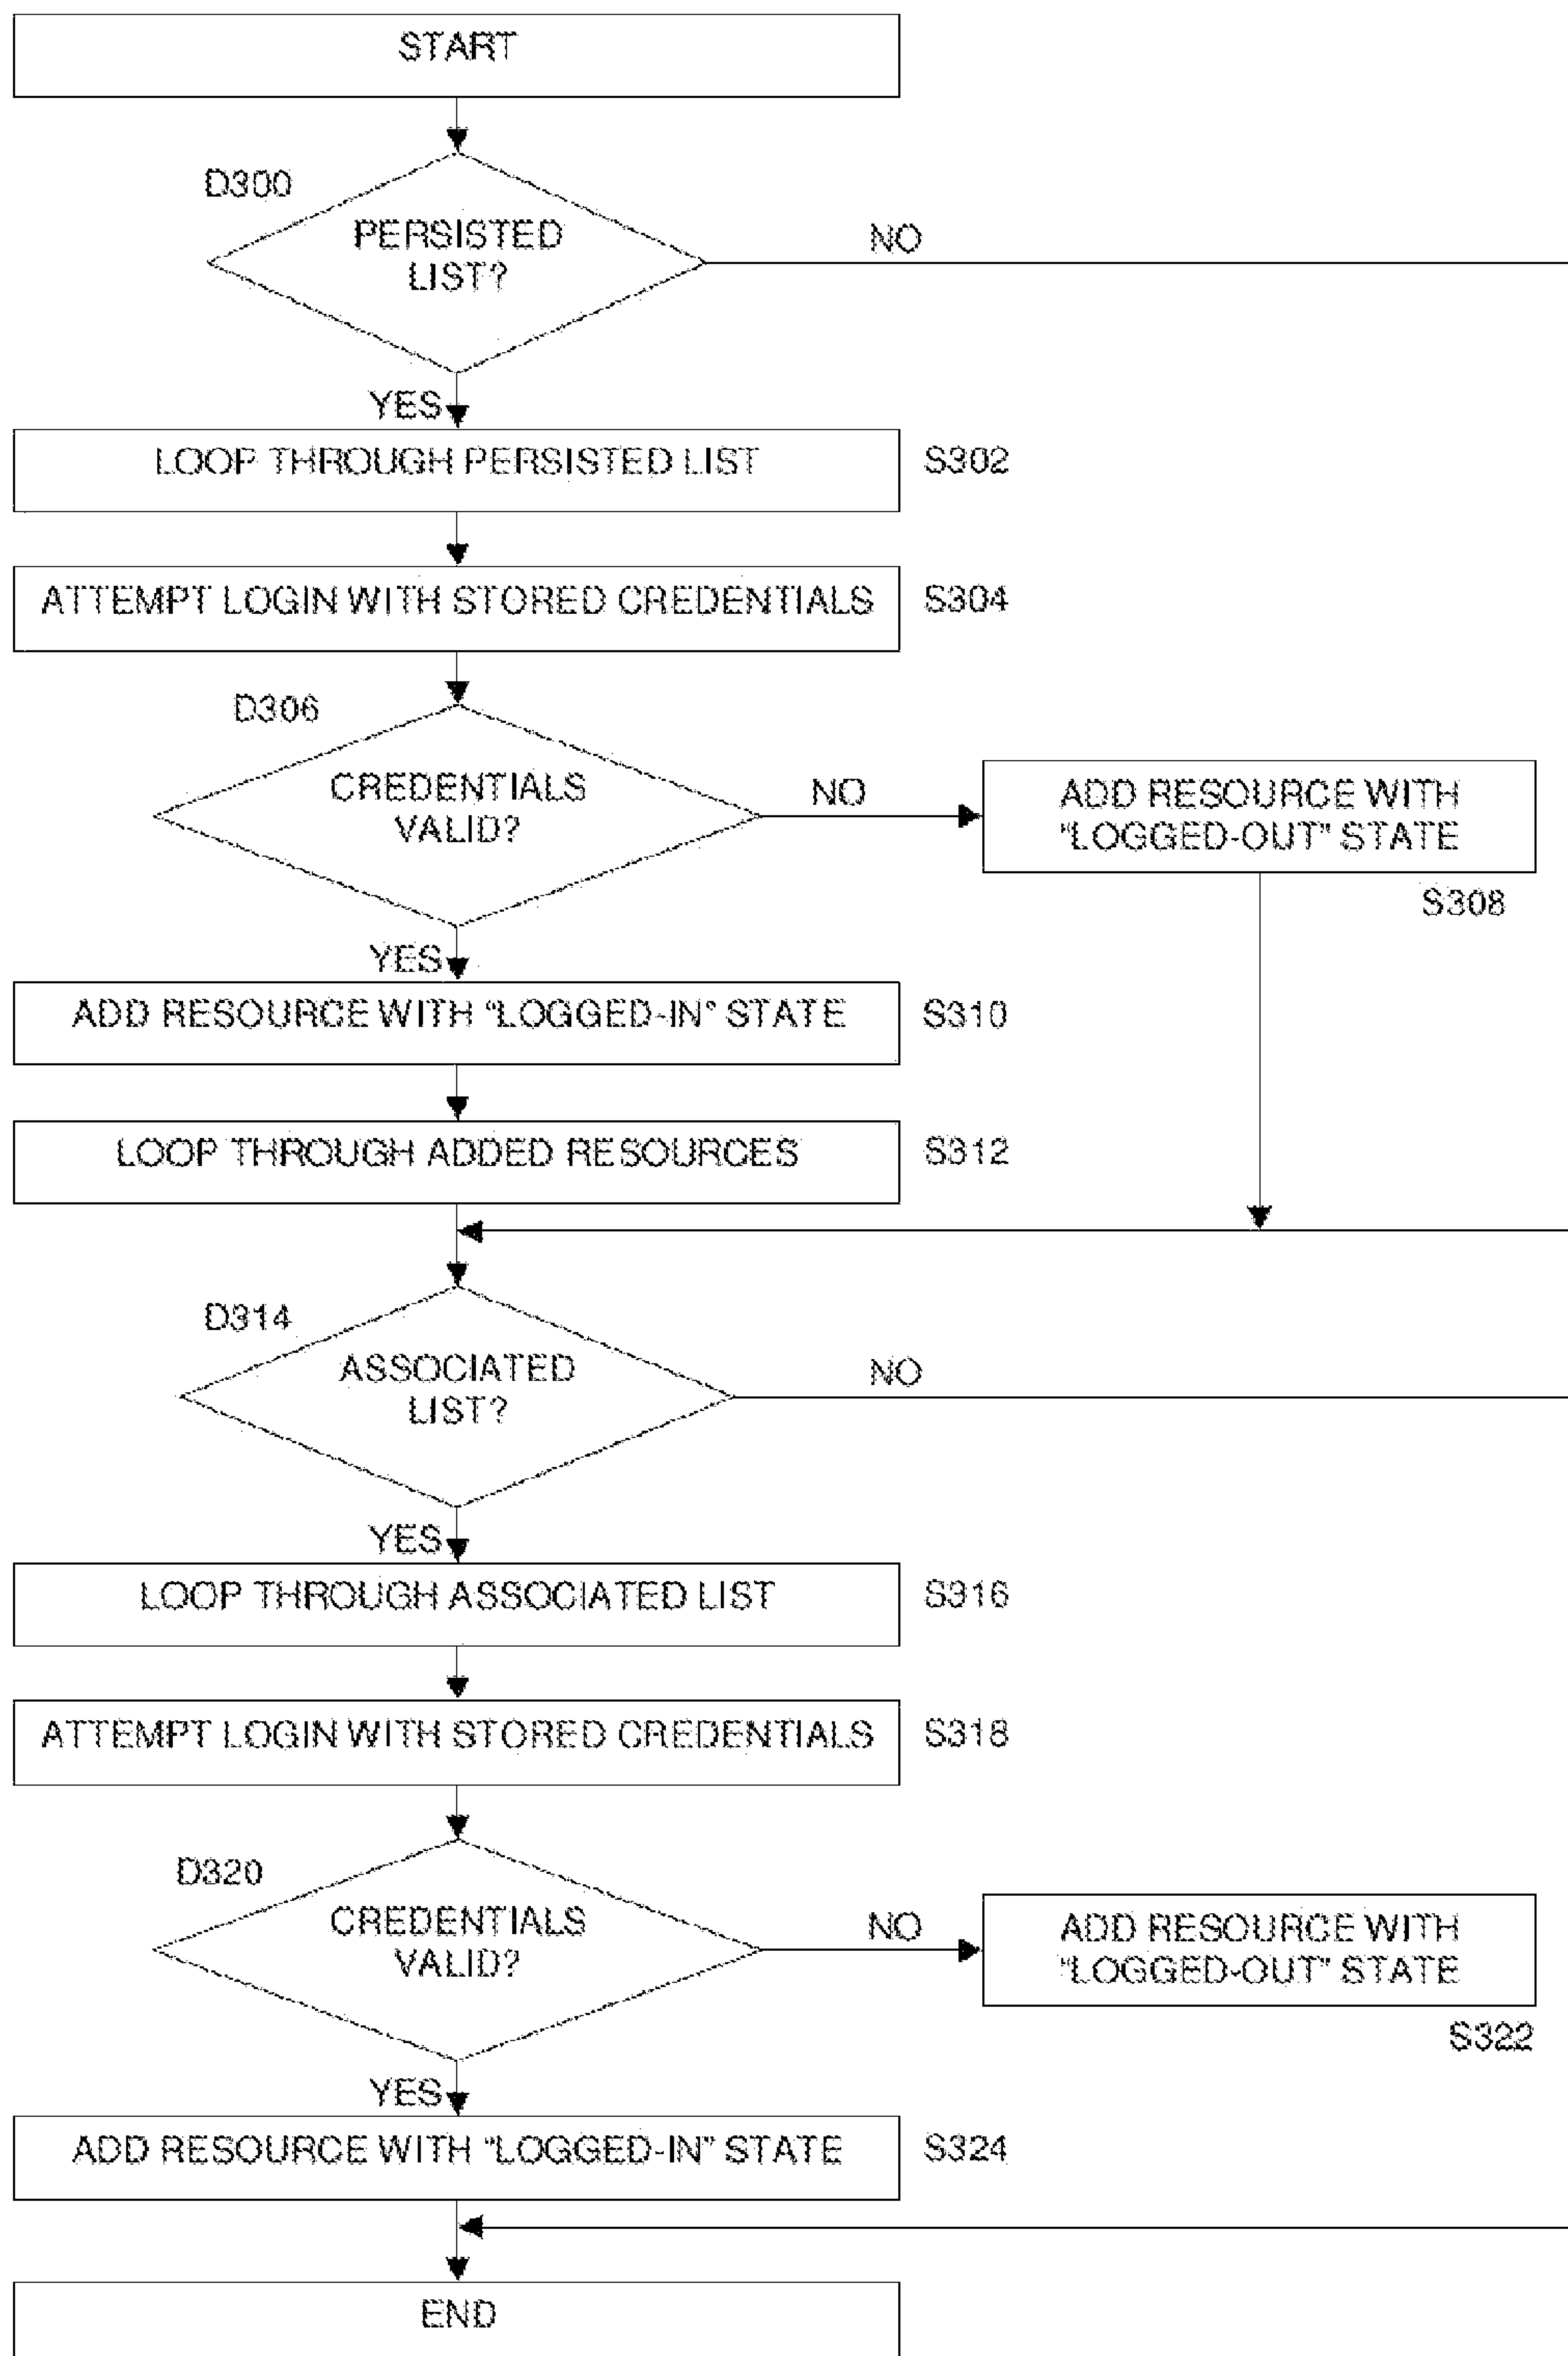 START
D300
PERSISTED
LIST?
NO
YES
LOOP THROUGH PERSISTED LIST
S302
ATTEMPT LOGIN WITH STORED CREDENTIALS
S304
D306
CREDENTIALS
VALID?
NO
ADD RESOURCE WITH
"LOGGED-OUT" STATE
S308
YES
ADD RESOURCE WITH "LOGGED-IN" STATE
S310
LOOP THROUGH ADDED RESOURCES
S312
D314
ASSOCIATED
LIST?
NO
YES
LOOP THROUGH ASSOCIATED LIST
S316
ATTEMPT LOGIN WITH STORED CREDENTIALS
S318
D320
CREDENTIALS
VALID?
NO
ADD RESOURCE WITH
"LOGGED-OUT" STATE
S322
YES
ADD RESOURCE WITH "LOGGED-IN" STATE
S324
END